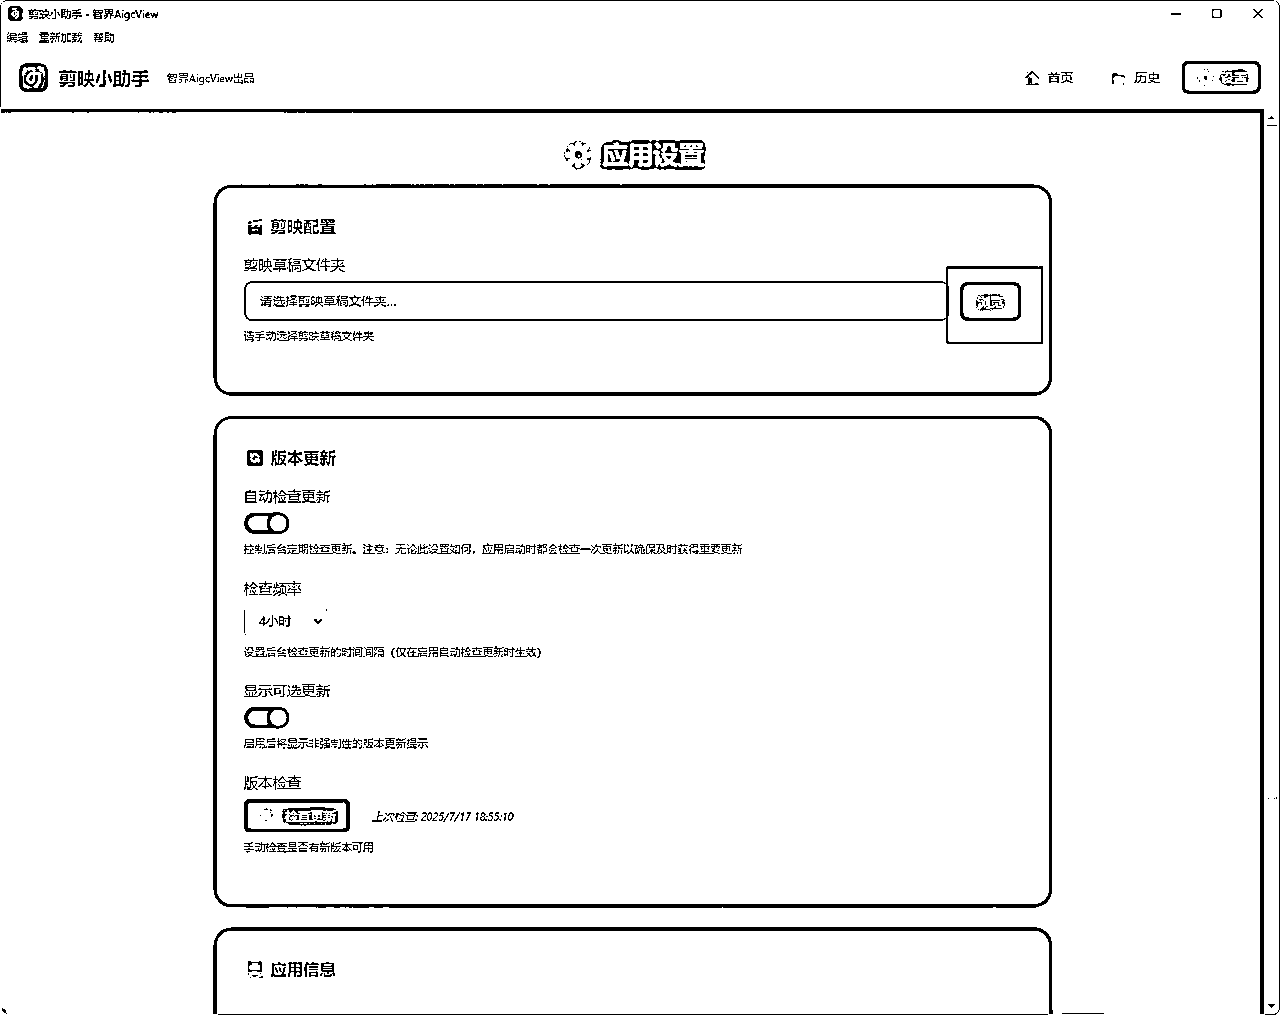 剪映小助手 - 智界AigcView
编辑 重新加载 帮助
剪映小助手 智界AigcView出品 首页 历史 设置
应用设置
剪映配置
剪映草稿文件夹
请选择剪映草稿文件夹...
请手动选择剪映草稿文件夹
版本更新
自动检查更新
控制后台定期检查更新。注意：无论此设置如何，应用启动时都会检查一次更新以确保及时获得重要更新
检查频率
4小时
设置后台检查更新的时间间隔（仅在启用自动检查更新时生效）
显示可选更新
启用后将显示非强制性的版本更新提示
版本检查
检查更新 上次检查: 2025/7/17 18:55:10
手动检查是否有新版本可用
应用信息